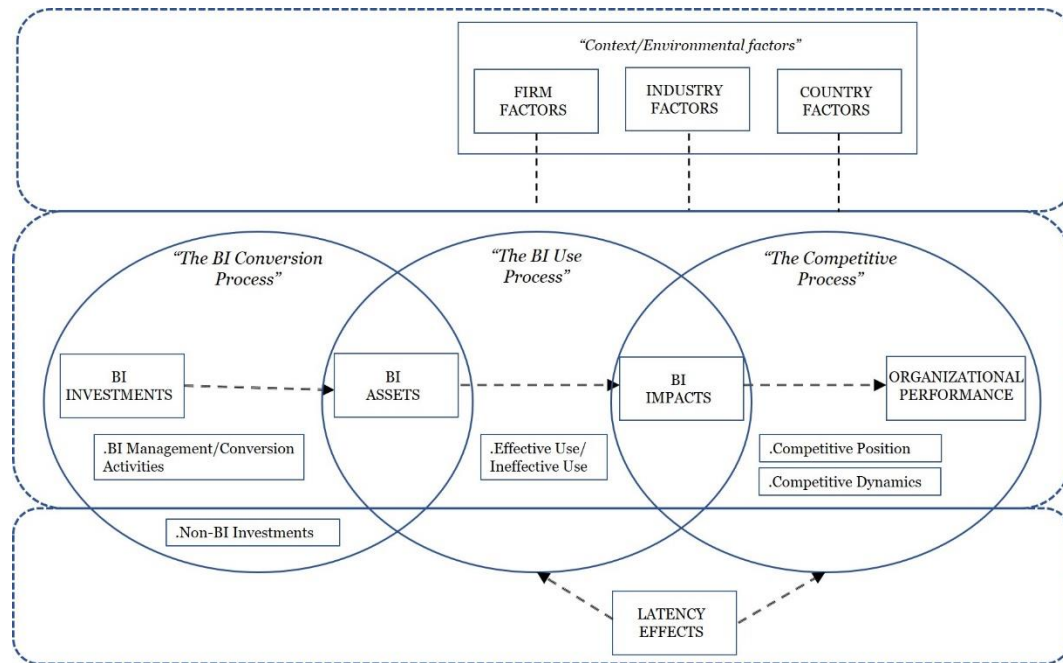 “Context/Environmental factors”
FIRM
FACTORS
INDUSTRY
FACTORS
COUNTRY
FACTORS
“The BI Conversion
Process”
“The BI Use
Process”
“The Competitive
Process”
BI
INVESTMENTS
BI
ASSETS
BI
IMPACTS
ORGANIZATIONAL
PERFORMANCE
.BI Management/Conversion
Activities
.Effective Use/
Ineffective Use
.Competitive Position
.Competitive Dynamics
.Non-BI Investments
LATENCY
EFFECTS